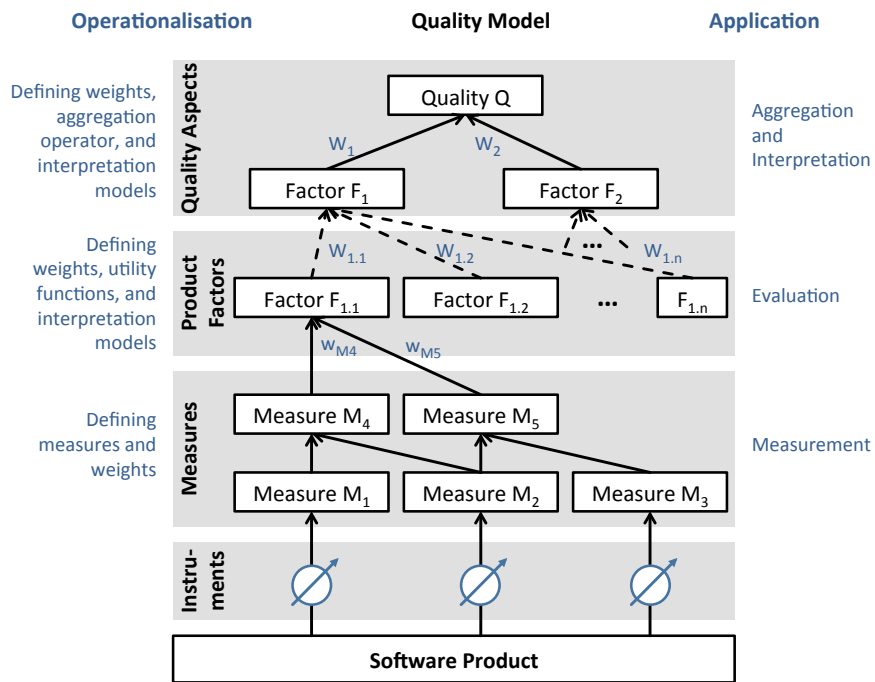 Operationalisation
Quality Model
Application
Quality Aspects
Defining weights,
aggregation
operator, and
interpretation
models
Quality Q
W1
W2
Factor F1
Factor F2
Aggregation
and
Interpretation
Product
Factors
Defining
weights, utility
functions, and
interpretation
models
W1.1
W1.2
...
W1.n
Factor F1.1
Factor F1.2
...
F1.n
Evaluation
wM4
wM5
Measures
Defining
measures and
weights
Measure M4
Measure M5
Measure M1
Measure M2
Measure M3
Measurement
Instru-
ments
Software Product